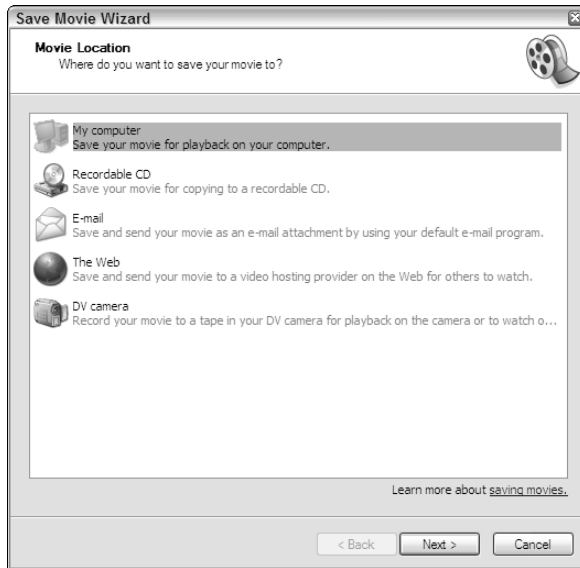 Save Movie Wizard
Movie Location
Where do you want to save your movie to?
My computer
Save your movie for playback on your computer.
Recordable CD
Save your movie for copying to a recordable CD.
E-mail
Save and send your movie as an e-mail attachment by using your default e-mail program.
The Web
Save and send your movie to a video hosting provider on the Web for others to watch.
DV camera
Record your movie to a tape in your DV camera for playback on the camera or to watch o...
Learn more about saving movies.
< Back Next > Cancel